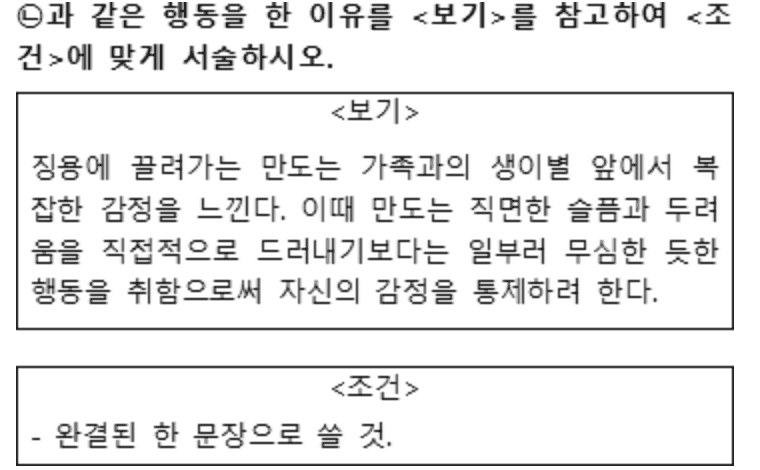 ㉡과 같은 행동을 한 이유를 <보기>를 참고하여 <조
건>에 맞게 서술하시오.
<보기>
징용에 끌려가는 만도는 가족과의 생이별 앞에서 복
잡한 감정을 느낀다. 이때 만도는 직면한 슬픔과 두려
움을 직접적으로 드러내기보다는 일부러 무심한 듯한
행동을 취함으로써 자신의 감정을 통제하려 한다.
<조건>
- 완결된 한 문장으로 쓸 것.